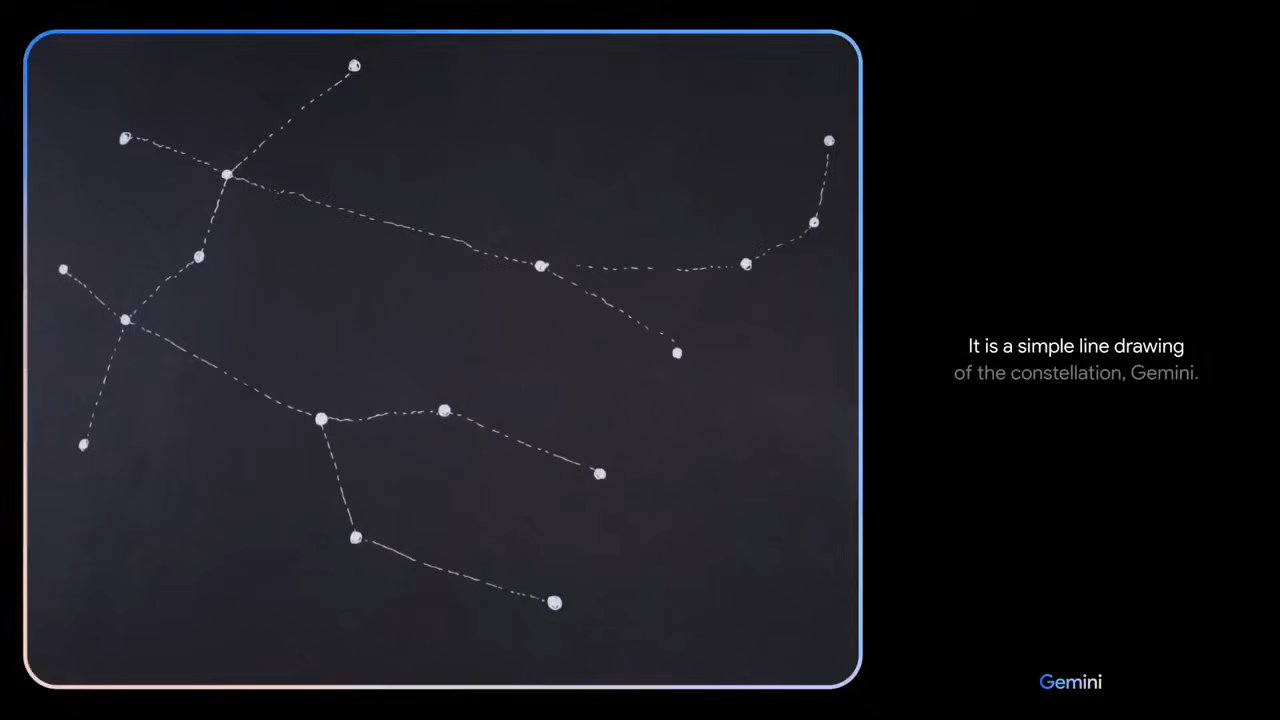 It is a simple line drawing
of the constellation, Gemini.
Gemini